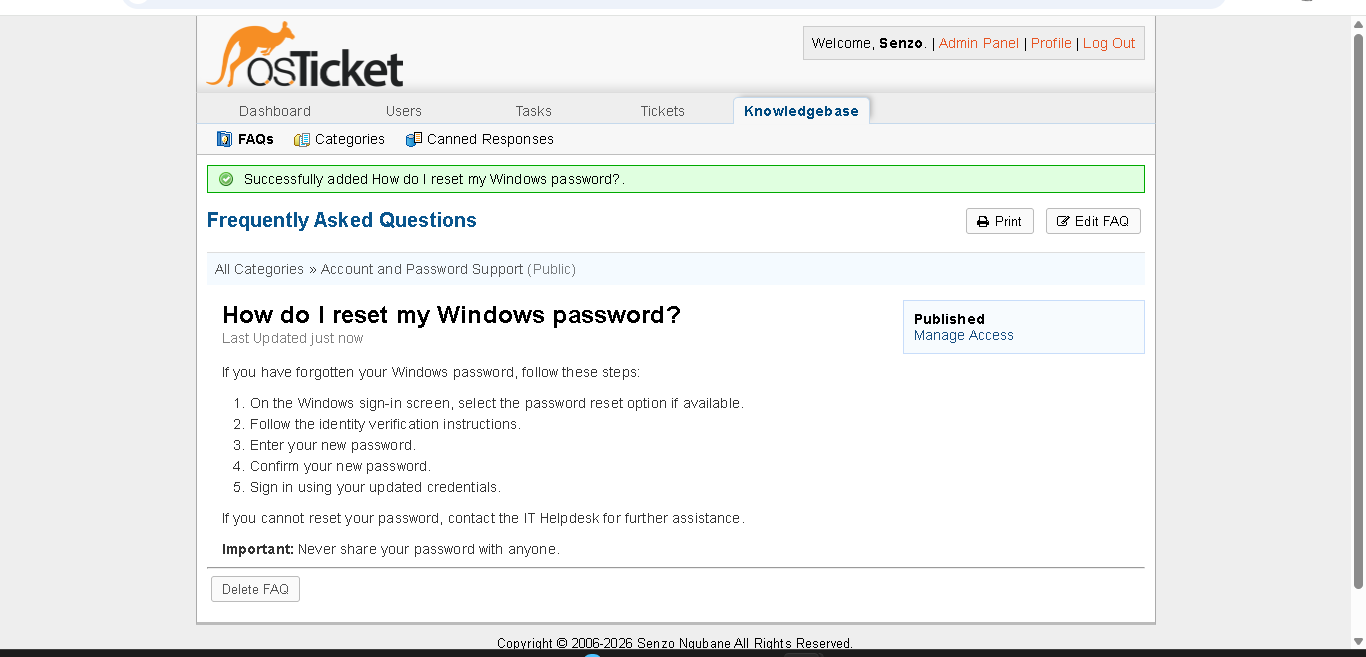 osTicket
Welcome, Senzo. | Admin Panel | Profile | Log Out
Dashboard Users Tasks Tickets Knowledgebase
FAQs Categories Canned Responses
Successfully added How do I reset my Windows password?.
Frequently Asked Questions
Print Edit FAQ
All Categories » Account and Password Support (Public)
How do I reset my Windows password?
Last Updated just now
Published
Manage Access
If you have forgotten your Windows password, follow these steps:
1. On the Windows sign-in screen, select the password reset option if available.
2. Follow the identity verification instructions.
3. Enter your new password.
4. Confirm your new password.
5. Sign in using your updated credentials.
If you cannot reset your password, contact the IT Helpdesk for further assistance.
Important: Never share your password with anyone.
Delete FAQ
Copyright © 2006-2026 Senzo Ngubane All Rights Reserved.